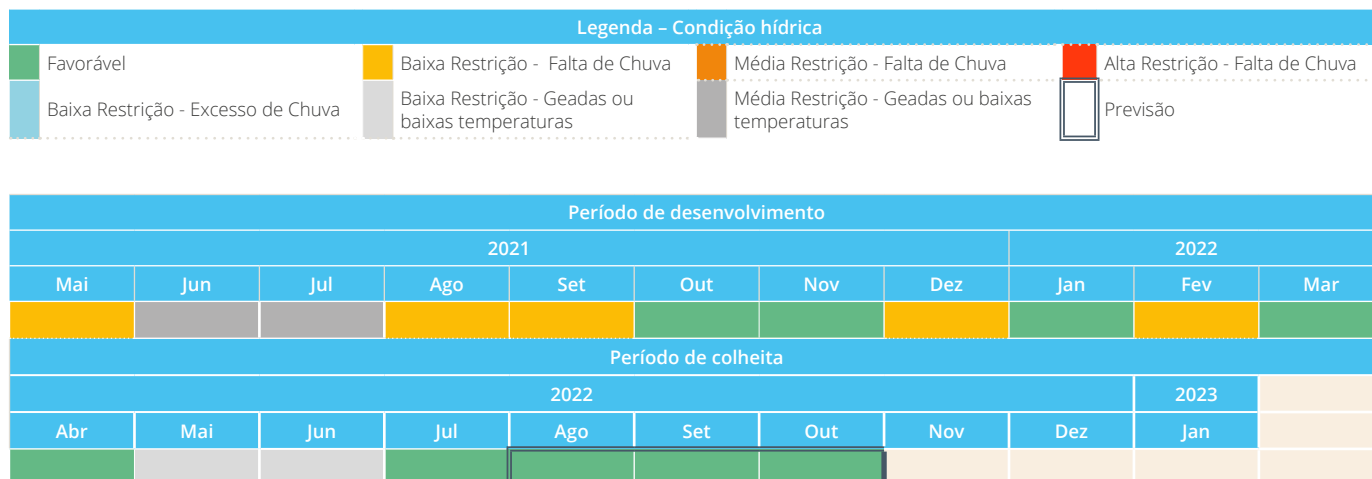 Legenda – Condição hídrica
Favorável
Baixa Restrição - Falta de Chuva
Média Restrição - Falta de Chuva
Alta Restrição - Falta de Chuva
Baixa Restrição - Excesso de Chuva
Baixa Restrição - Geadas ou
baixas temperaturas
Média Restrição - Geadas ou baixas
temperaturas
Previsão
Período de desenvolvimento
2021 2022
Mai Jun Jul Ago Set Out Nov Dez Jan Fev Mar
Período de colheita
2022 2023
Abr Mai Jun Jul Ago Set Out Nov Dez Jan